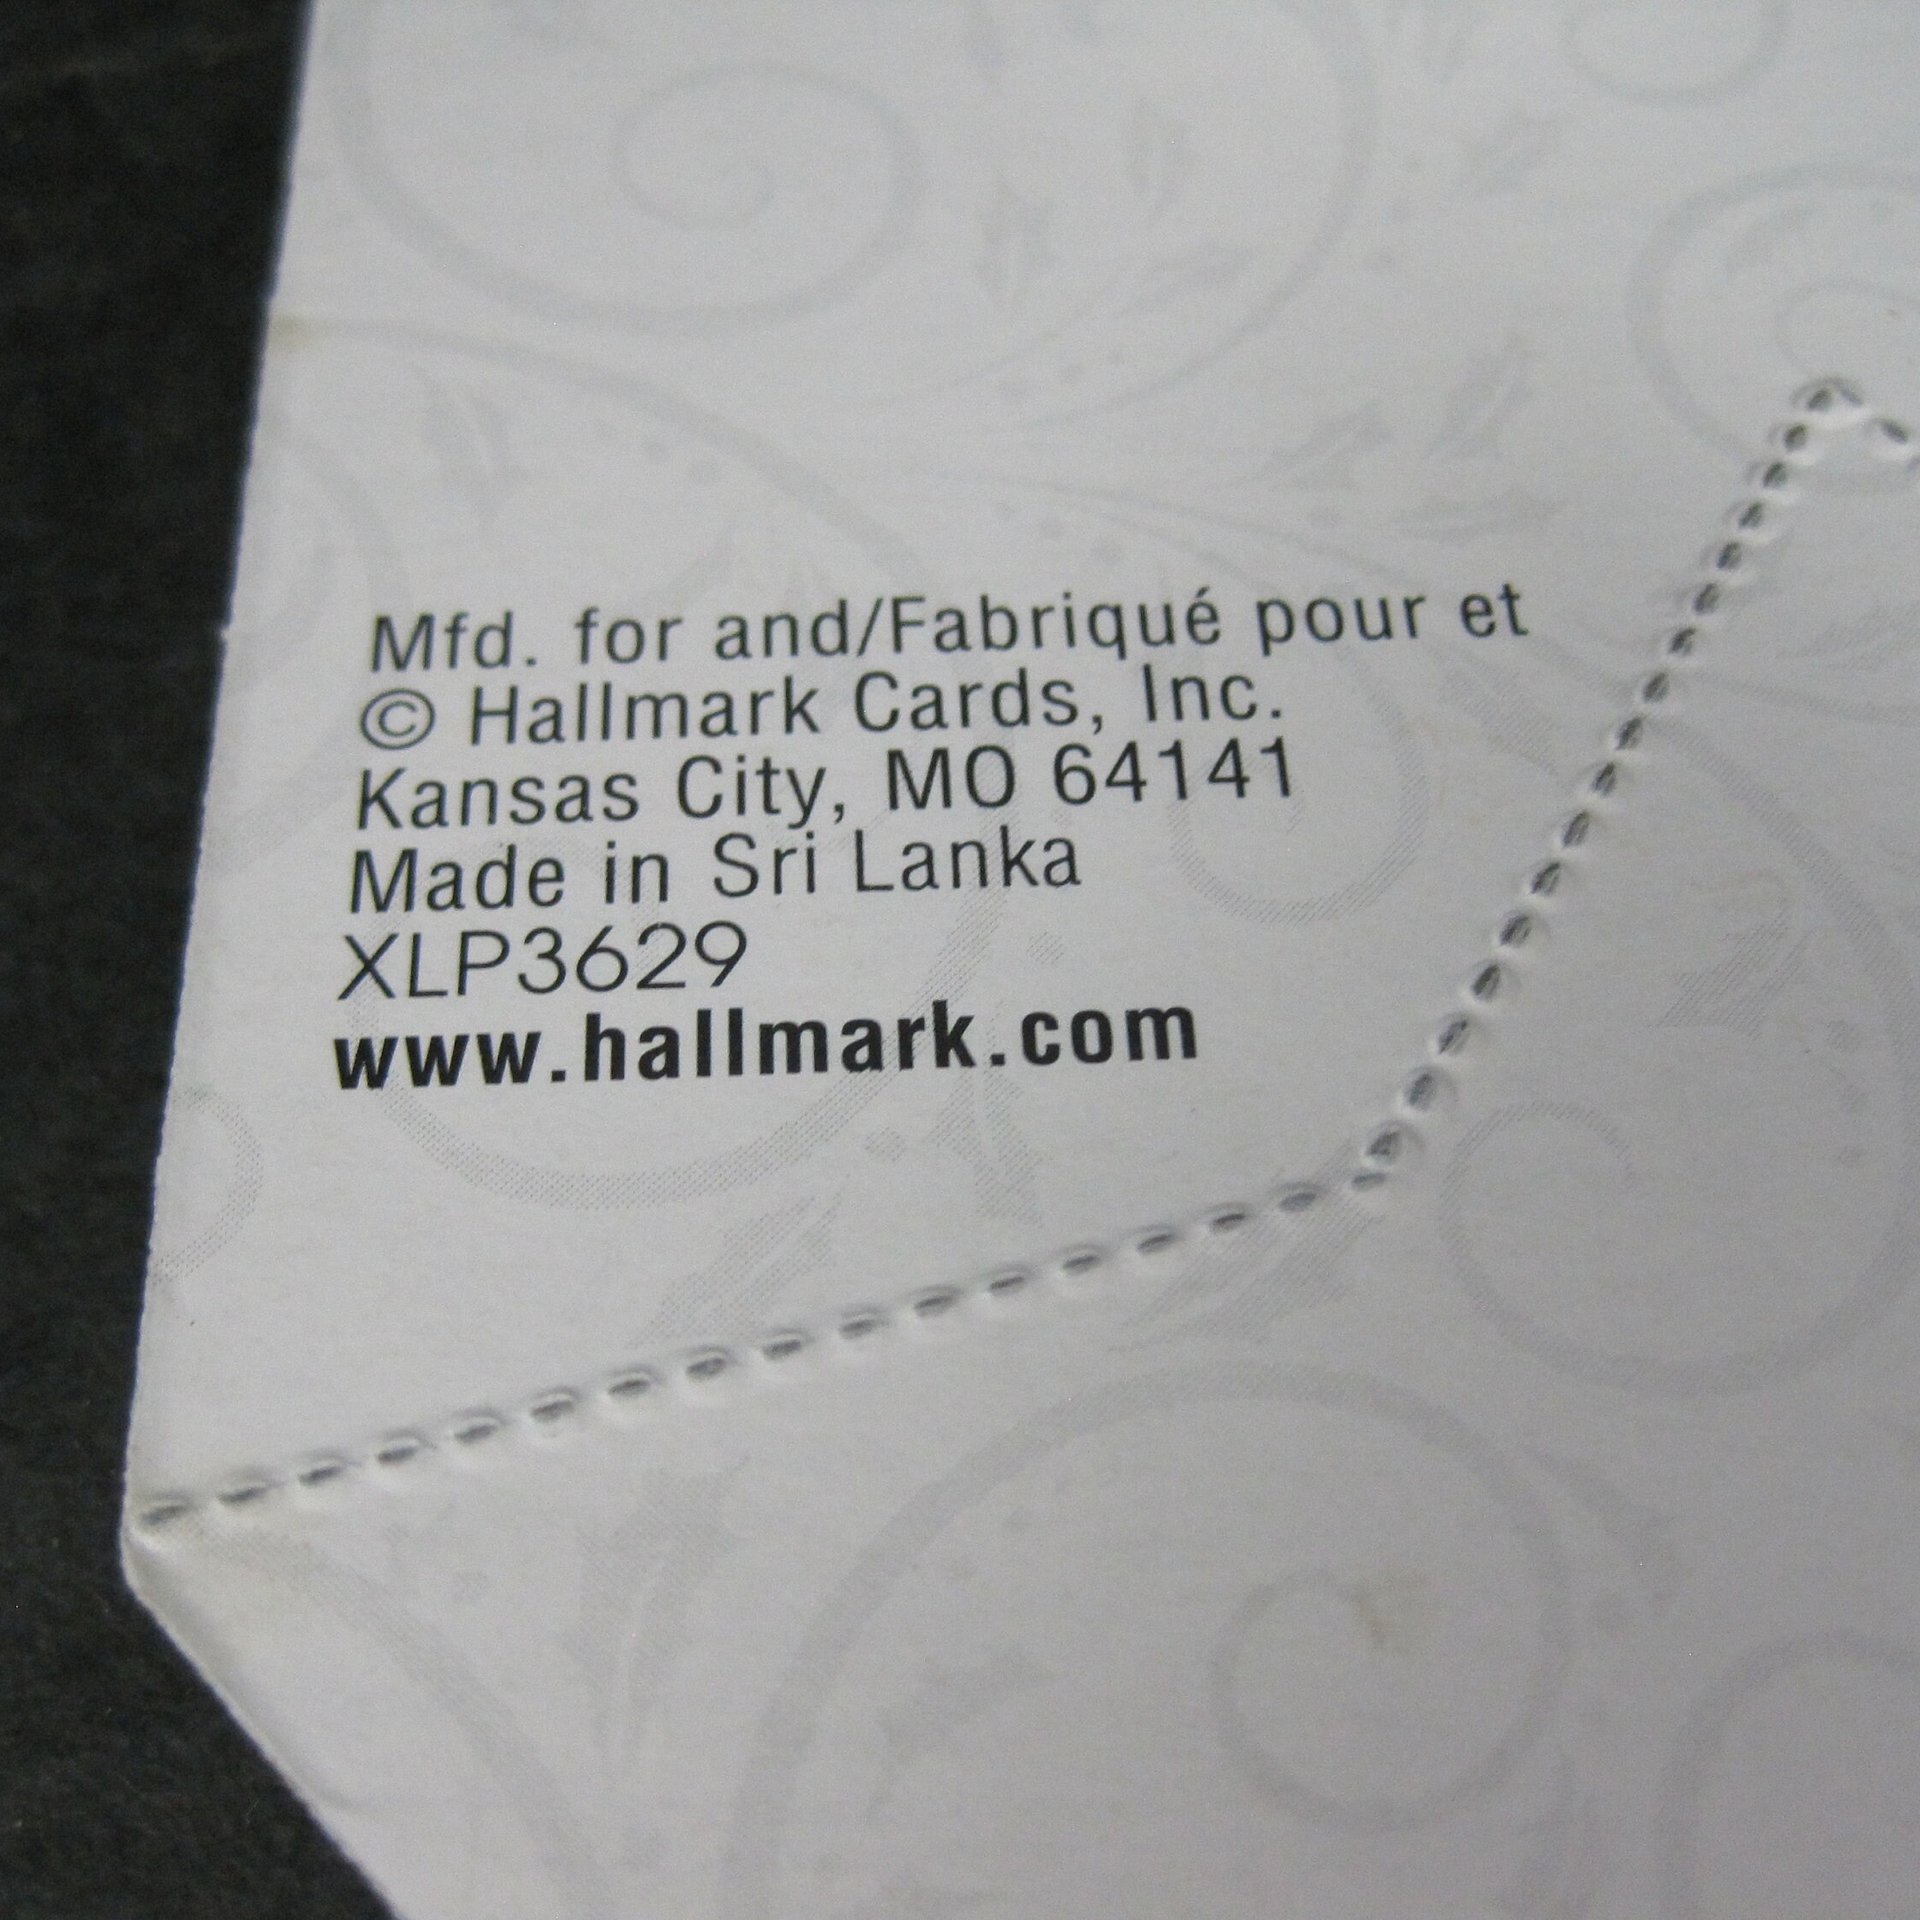 Mfd. for and/Fabriqué pour et
© Hallmark Cards, Inc.
Kansas City, MO 64141
Made in Sri Lanka
XLP3629
www.hallmark.com